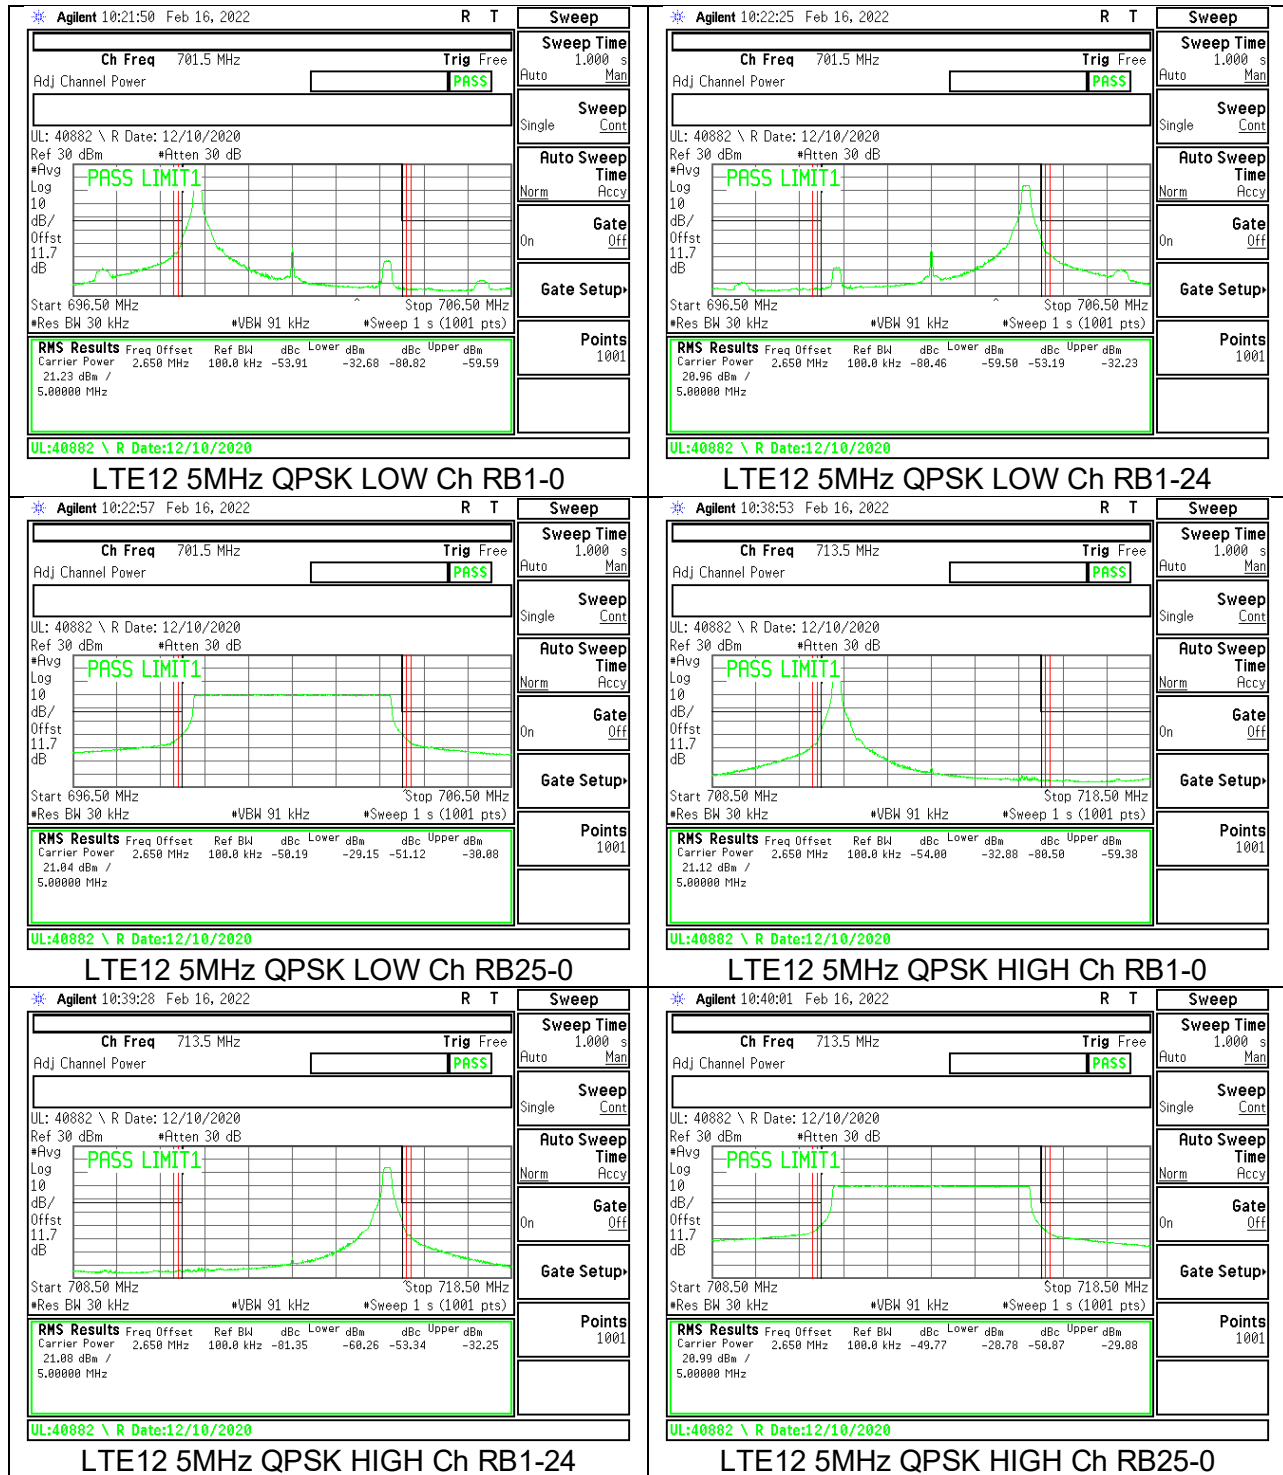 Agilent 10:21:50 Feb 16, 2022 R T Sweep
Ch Freq 701.5 MHz Trig Free
Adj Channel Power PASS
UL: 40882 \ R Date: 12/10/2020
Ref 30 dBm #Atten 30 dB
#Avg
Log
10
dB/
Offst
11.7
dB
PASS LIMIT1
Start 696.50 MHz Stop 706.50 MHz
#Res BW 30 kHz #VBW 91 kHz #Sweep 1 s (1001 pts)
RMS Results Freq Offset Ref BW dBc Lower dBm dBc Upper dBm
Carrier Power 2.650 MHz 100.0 kHz -53.91 -32.68 -80.82 -59.59
21.23 dBm /
5.00000 MHz
UL:40882 \ R Date:12/10/2020
Sweep Time
1.000 s
Auto Man
Sweep
Single Cont
Auto Sweep
Time
Norm Accy
Gate
On Off
Gate Setup
Points
1001
LTE12 5MHz QPSK LOW Ch RB1-0
Agilent 10:22:25 Feb 16, 2022 R T Sweep
Ch Freq 701.5 MHz Trig Free
Adj Channel Power PASS
UL: 40882 \ R Date: 12/10/2020
Ref 30 dBm #Atten 30 dB
#Avg
Log
10
dB/
Offst
11.7
dB
PASS LIMIT1
Start 696.50 MHz Stop 706.50 MHz
#Res BW 30 kHz #VBW 91 kHz #Sweep 1 s (1001 pts)
RMS Results Freq Offset Ref BW dBc Lower dBm dBc Upper dBm
Carrier Power 2.650 MHz 100.0 kHz -80.46 -59.50 -53.19 -32.23
20.96 dBm /
5.00000 MHz
UL:40882 \ R Date:12/10/2020
Sweep Time
1.000 s
Auto Man
Sweep
Single Cont
Auto Sweep
Time
Norm Accy
Gate
On Off
Gate Setup
Points
1001
LTE12 5MHz QPSK LOW Ch RB1-24
Agilent 10:22:57 Feb 16, 2022 R T Sweep
Ch Freq 701.5 MHz Trig Free
Adj Channel Power PASS
UL: 40882 \ R Date: 12/10/2020
Ref 30 dBm #Atten 30 dB
#Avg
Log
10
dB/
Offst
11.7
dB
PASS LIMIT1
Start 696.50 MHz Stop 706.50 MHz
#Res BW 30 kHz #VBW 91 kHz #Sweep 1 s (1001 pts)
RMS Results Freq Offset Ref BW dBc Lower dBm dBc Upper dBm
Carrier Power 2.650 MHz 100.0 kHz -50.19 -29.15 -51.12 -30.08
21.04 dBm /
5.00000 MHz
UL:40882 \ R Date:12/10/2020
Sweep Time
1.000 s
Auto Man
Sweep
Single Cont
Auto Sweep
Time
Norm Accy
Gate
On Off
Gate Setup
Points
1001
LTE12 5MHz QPSK LOW Ch RB25-0
Agilent 10:38:53 Feb 16, 2022 R T Sweep
Ch Freq 713.5 MHz Trig Free
Adj Channel Power PASS
UL: 40882 \ R Date: 12/10/2020
Ref 30 dBm #Atten 30 dB
#Avg
Log
10
dB/
Offst
11.7
dB
PASS LIMIT1
Start 708.50 MHz Stop 718.50 MHz
#Res BW 30 kHz #VBW 91 kHz #Sweep 1 s (1001 pts)
RMS Results Freq Offset Ref BW dBc Lower dBm dBc Upper dBm
Carrier Power 2.650 MHz 100.0 kHz -54.00 -32.88 -80.50 -59.38
21.12 dBm /
5.00000 MHz
UL:40882 \ R Date:12/10/2020
Sweep Time
1.000 s
Auto Man
Sweep
Single Cont
Auto Sweep
Time
Norm Accy
Gate
On Off
Gate Setup
Points
1001
LTE12 5MHz QPSK HIGH Ch RB1-0
Agilent 10:39:28 Feb 16, 2022 R T Sweep
Ch Freq 713.5 MHz Trig Free
Adj Channel Power PASS
UL: 40882 \ R Date: 12/10/2020
Ref 30 dBm #Atten 30 dB
#Avg
Log
10
dB/
Offst
11.7
dB
PASS LIMIT1
Start 708.50 MHz Stop 718.50 MHz
#Res BW 30 kHz #VBW 91 kHz #Sweep 1 s (1001 pts)
RMS Results Freq Offset Ref BW dBc Lower dBm dBc Upper dBm
Carrier Power 2.650 MHz 100.0 kHz -81.35 -60.26 -53.34 -32.25
21.08 dBm /
5.00000 MHz
UL:40882 \ R Date:12/10/2020
Sweep Time
1.000 s
Auto Man
Sweep
Single Cont
Auto Sweep
Time
Norm Accy
Gate
On Off
Gate Setup
Points
1001
LTE12 5MHz QPSK HIGH Ch RB1-24
Agilent 10:40:01 Feb 16, 2022 R T Sweep
Ch Freq 713.5 MHz Trig Free
Adj Channel Power PASS
UL: 40882 \ R Date: 12/10/2020
Ref 30 dBm #Atten 30 dB
#Avg
Log
10
dB/
Offst
11.7
dB
PASS LIMIT1
Start 708.50 MHz Stop 718.50 MHz
#Res BW 30 kHz #VBW 91 kHz #Sweep 1 s (1001 pts)
RMS Results Freq Offset Ref BW dBc Lower dBm dBc Upper dBm
Carrier Power 2.650 MHz 100.0 kHz -49.77 -28.78 -50.87 -29.88
20.99 dBm /
5.00000 MHz
UL:40882 \ R Date:12/10/2020
Sweep Time
1.000 s
Auto Man
Sweep
Single Cont
Auto Sweep
Time
Norm Accy
Gate
On Off
Gate Setup
Points
1001
LTE12 5MHz QPSK HIGH Ch RB25-0